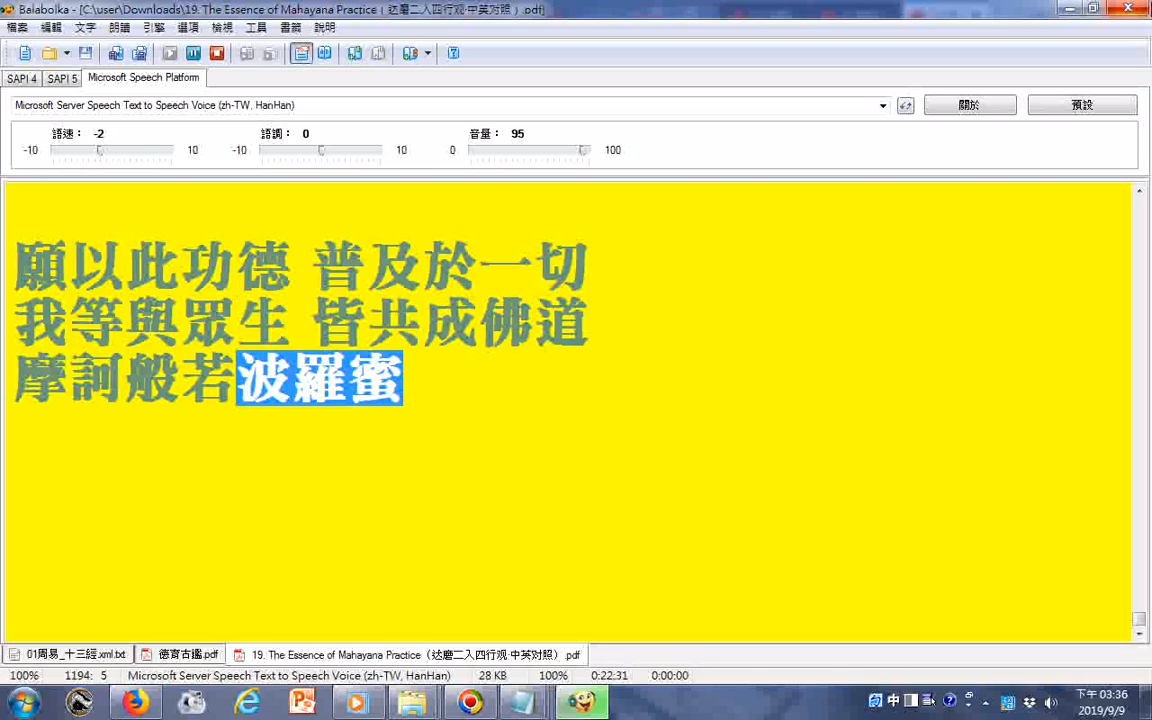 Balabolka - [C:\user\Downloads\19. The Essence of Mahayana Practice（达磨二入四行观·中英对照）.pdf]
檔案 編輯 文字 朗讀 引擎 選項 檢視 工具 書籤 說明
SAPI 4 SAPI 5 Microsoft Speech Platform
Microsoft Server Speech Text to Speech Voice (zh-TW, HanHan) 關於 預設
語速： -2 語調： 0 音量： 95
-10 10 -10 10 0 100
願以此功德 普及於一切
我等與眾生 皆共成佛道
摩訶般若波羅蜜
01周易_十三經.xml.txt 德育古鑑.pdf 19. The Essence of Mahayana Practice（达磨二入四行观·中英对照）.pdf
100% 1194: 5 Microsoft Server Speech Text to Speech Voice (zh-TW, HanHan) 28 KB 100% 0:22:31 0:00:00
中 下午 03:36
2019/9/9